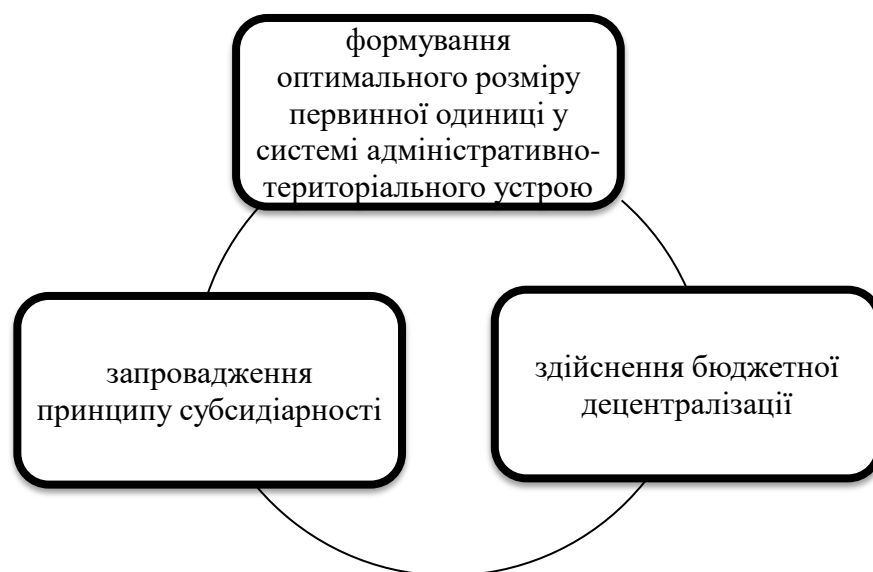 формування
оптимального розміру
первинної одиниці у
системі адміністративно-
територіального устрою
запровадження
принципу субсидіарності
здійснення бюджетної
децентралізації